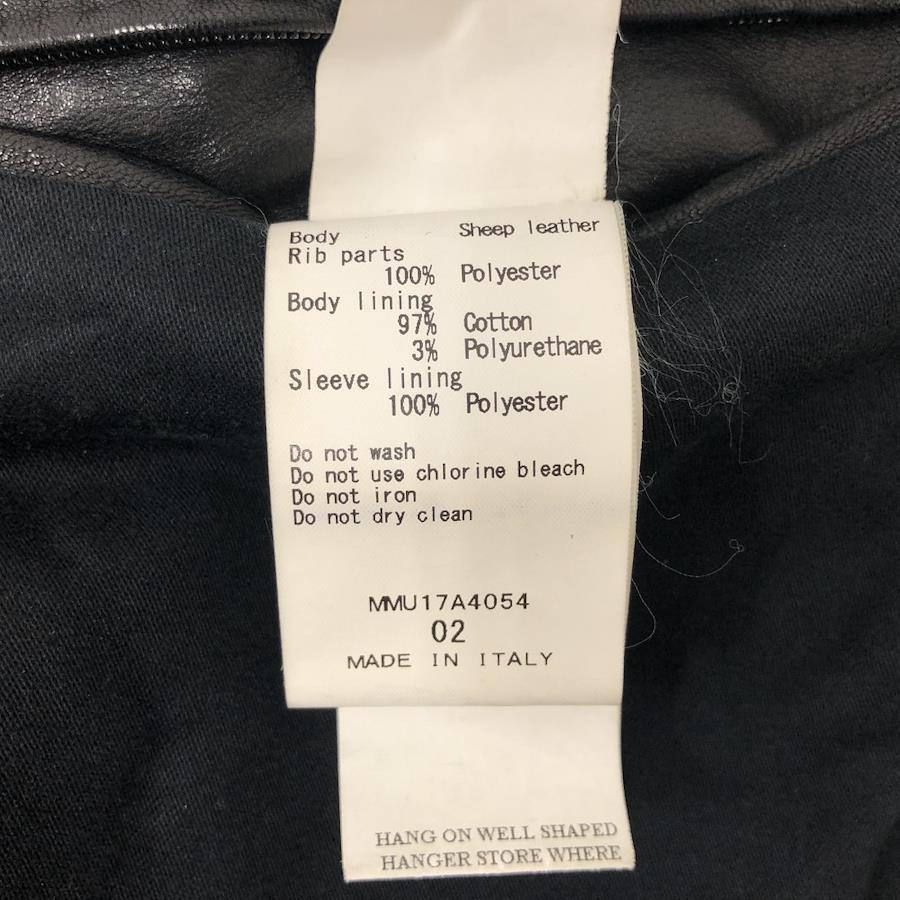 Body Sheep leather
Rib parts
100% Polyester
Body lining
97% Cotton
3% Polyurethane
Sleeve lining
100% Polyester
Do not wash
Do not use chlorine bleach
Do not iron
Do not dry clean
MMU17A4054
02
MADE IN ITALY
HANG ON WELL SHAPED
HANGER STORE WHERE